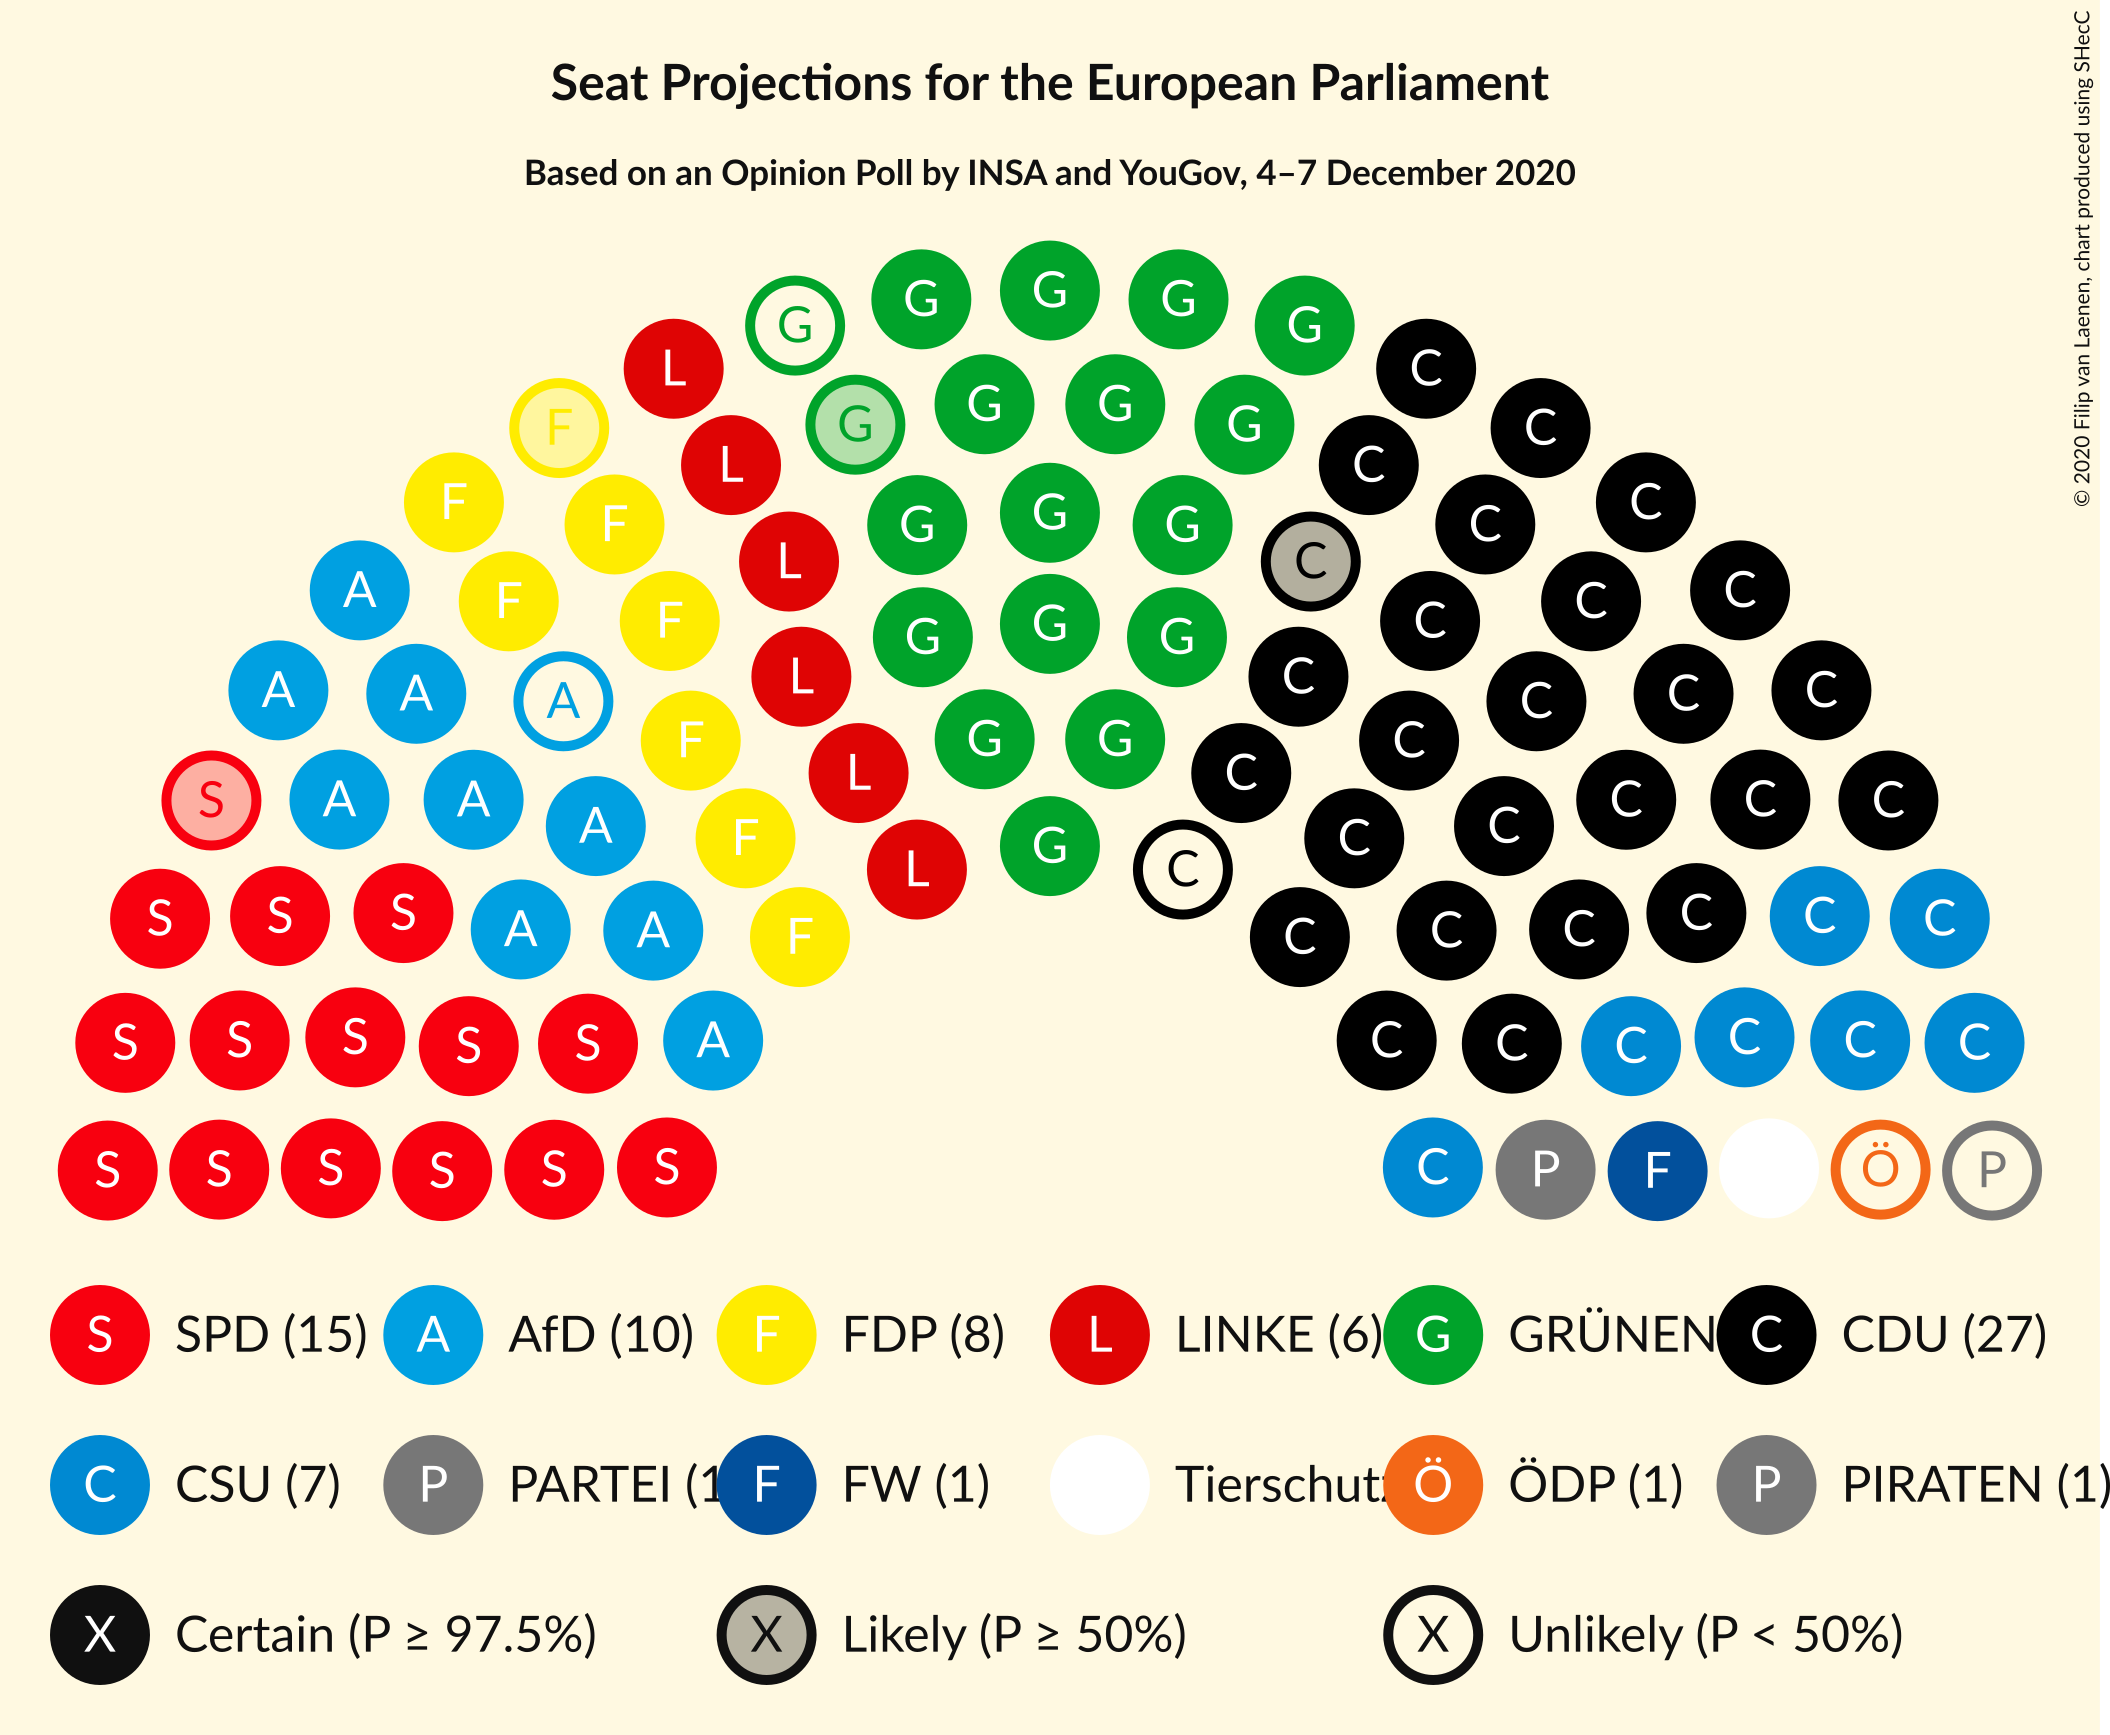 Seat Projections for the European Parliament
Based on an Opinion Poll by INSA and YouGov, 4–7 December 2020
© 2020 Filip van Laenen, chart produced using SHecC
G G G G G
L C
G G G G
F C
L C
F F G G G C C
L C
A F F L G G G C C C C
A A A F C C C C
S A A A F L G G C C C C C C
S S S A A F L G C C C C C C C C
S S S S S A C C C C C C
S S S S S S C P F Ö P
S SPD (15) A AfD (10) F FDP (8) L LINKE (6) G GRÜNEN C CDU (27)
C CSU (7) P PARTEI (1 F FW (1) Tierschutz Ö ÖDP (1) P PIRATEN (1)
X Certain (P ≥ 97.5%) X Likely (P ≥ 50%) X Unlikely (P < 50%)